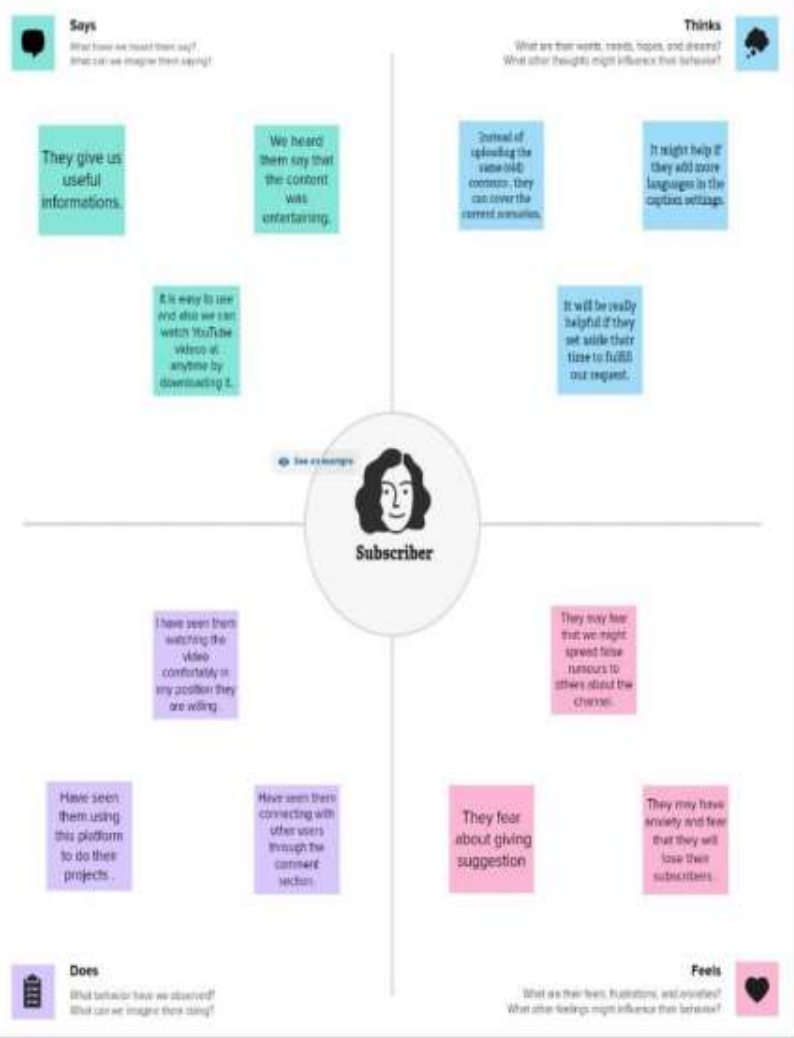 Says
What have we heard them say?
What can we imagine them saying?
Thinks
What are their wants, needs, hopes, and dreams?
What other thoughts might influence their behavior?
They give us
useful
informations.
We heard
them say that
the content
was
entertaining.
Instead of
uploading the
same (old)
contents, they
can cover the
current scenarios.
It might help if
they add more
languages in the
caption settings.
It is easy to use
and also we can
watch YouTube
videos at
anytime by
downloading it.
It will be really
helpful if they
set aside their
time to fulfill
our request.
See an example
Subscriber
I have seen them
watching the
video
comfortably in
any position they
are willing.
They may fear
that we might
spread false
rumours to
others about the
channel.
Have seen
them using
this platform
to do their
projects .
Have seen them
connecting with
other users
through the
comment
section.
They fear
about giving
suggestion
They may have
anxiety and fear
that they will
lose their
subscribers .
Does
What behavior have we observed?
What can we imagine them doing?
Feels
What are their fears, frustrations, and anxieties?
What other feelings might influence their behavior?